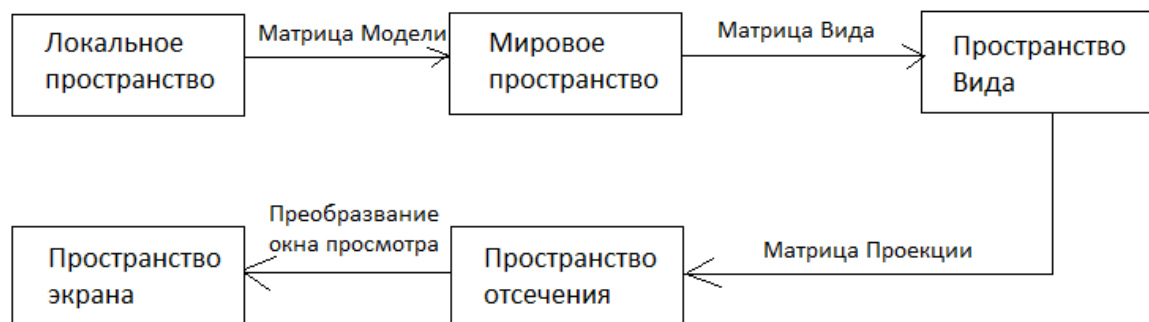 Локальное
пространство
Матрица Модели
Мировое
пространство
Матрица Вида
Пространство
Вида
Матрица Проекции
Пространство
отсечения
Преобразвание
окна просмотра
Пространство
экрана